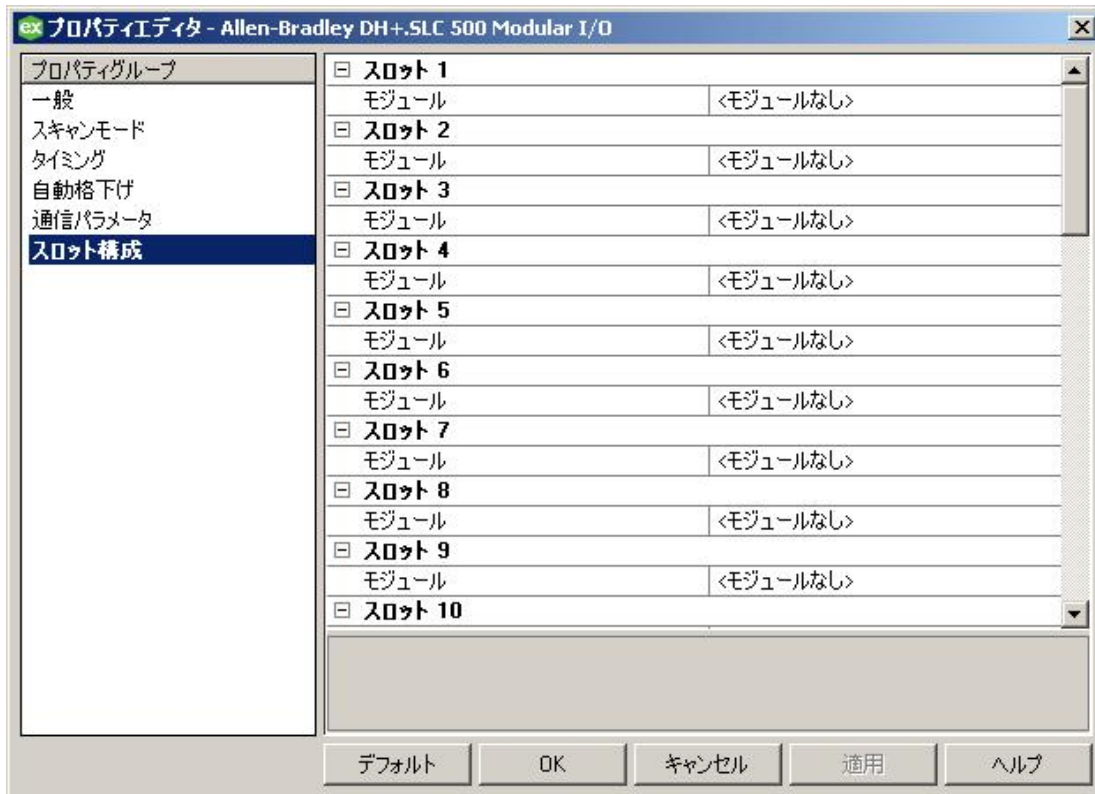 ex プロパティエディタ - Allen-Bradley DH+.SLC 500 Modular I/O
プロパティグループ
一般
スキャンモード
タイミング
自動格下げ
通信パラメータ
スロット構成
スロット 1
モジュール <モジュールなし>
スロット 2
モジュール <モジュールなし>
スロット 3
モジュール <モジュールなし>
スロット 4
モジュール <モジュールなし>
スロット 5
モジュール <モジュールなし>
スロット 6
モジュール <モジュールなし>
スロット 7
モジュール <モジュールなし>
スロット 8
モジュール <モジュールなし>
スロット 9
モジュール <モジュールなし>
スロット 10
デフォルト OK キャンセル 適用 ヘルプ